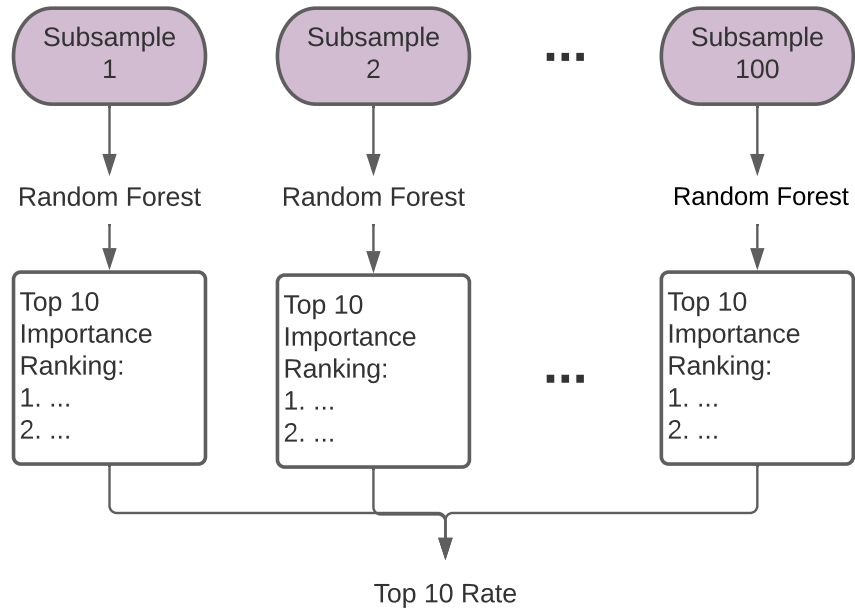 Subsample
1
Subsample
2
...
Subsample
100
Random Forest
Random Forest
Random Forest
Top 10
Importance
Ranking:
1. ...
2. ...
Top 10
Importance
Ranking:
1. ...
2. ...
...
Top 10
Importance
Ranking:
1. ...
2. ...
Top 10 Rate